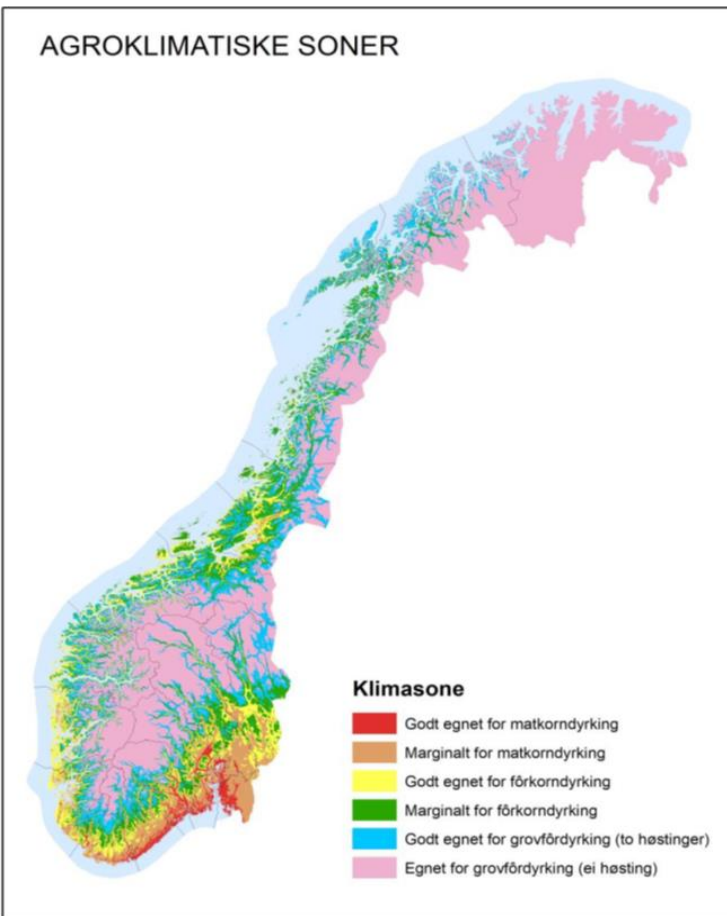 AGROKLIMATISKE SONER
Klimasone
Godt egnet for matkorndyrking
Marginalt for matkorndyrking
Godt egnet for fôrkorndyrking
Marginalt for fôrkorndyrking
Godt egnet for grovfôrdyrking (to høstinger)
Egnet for grovfôrdyrking (ei høsting)